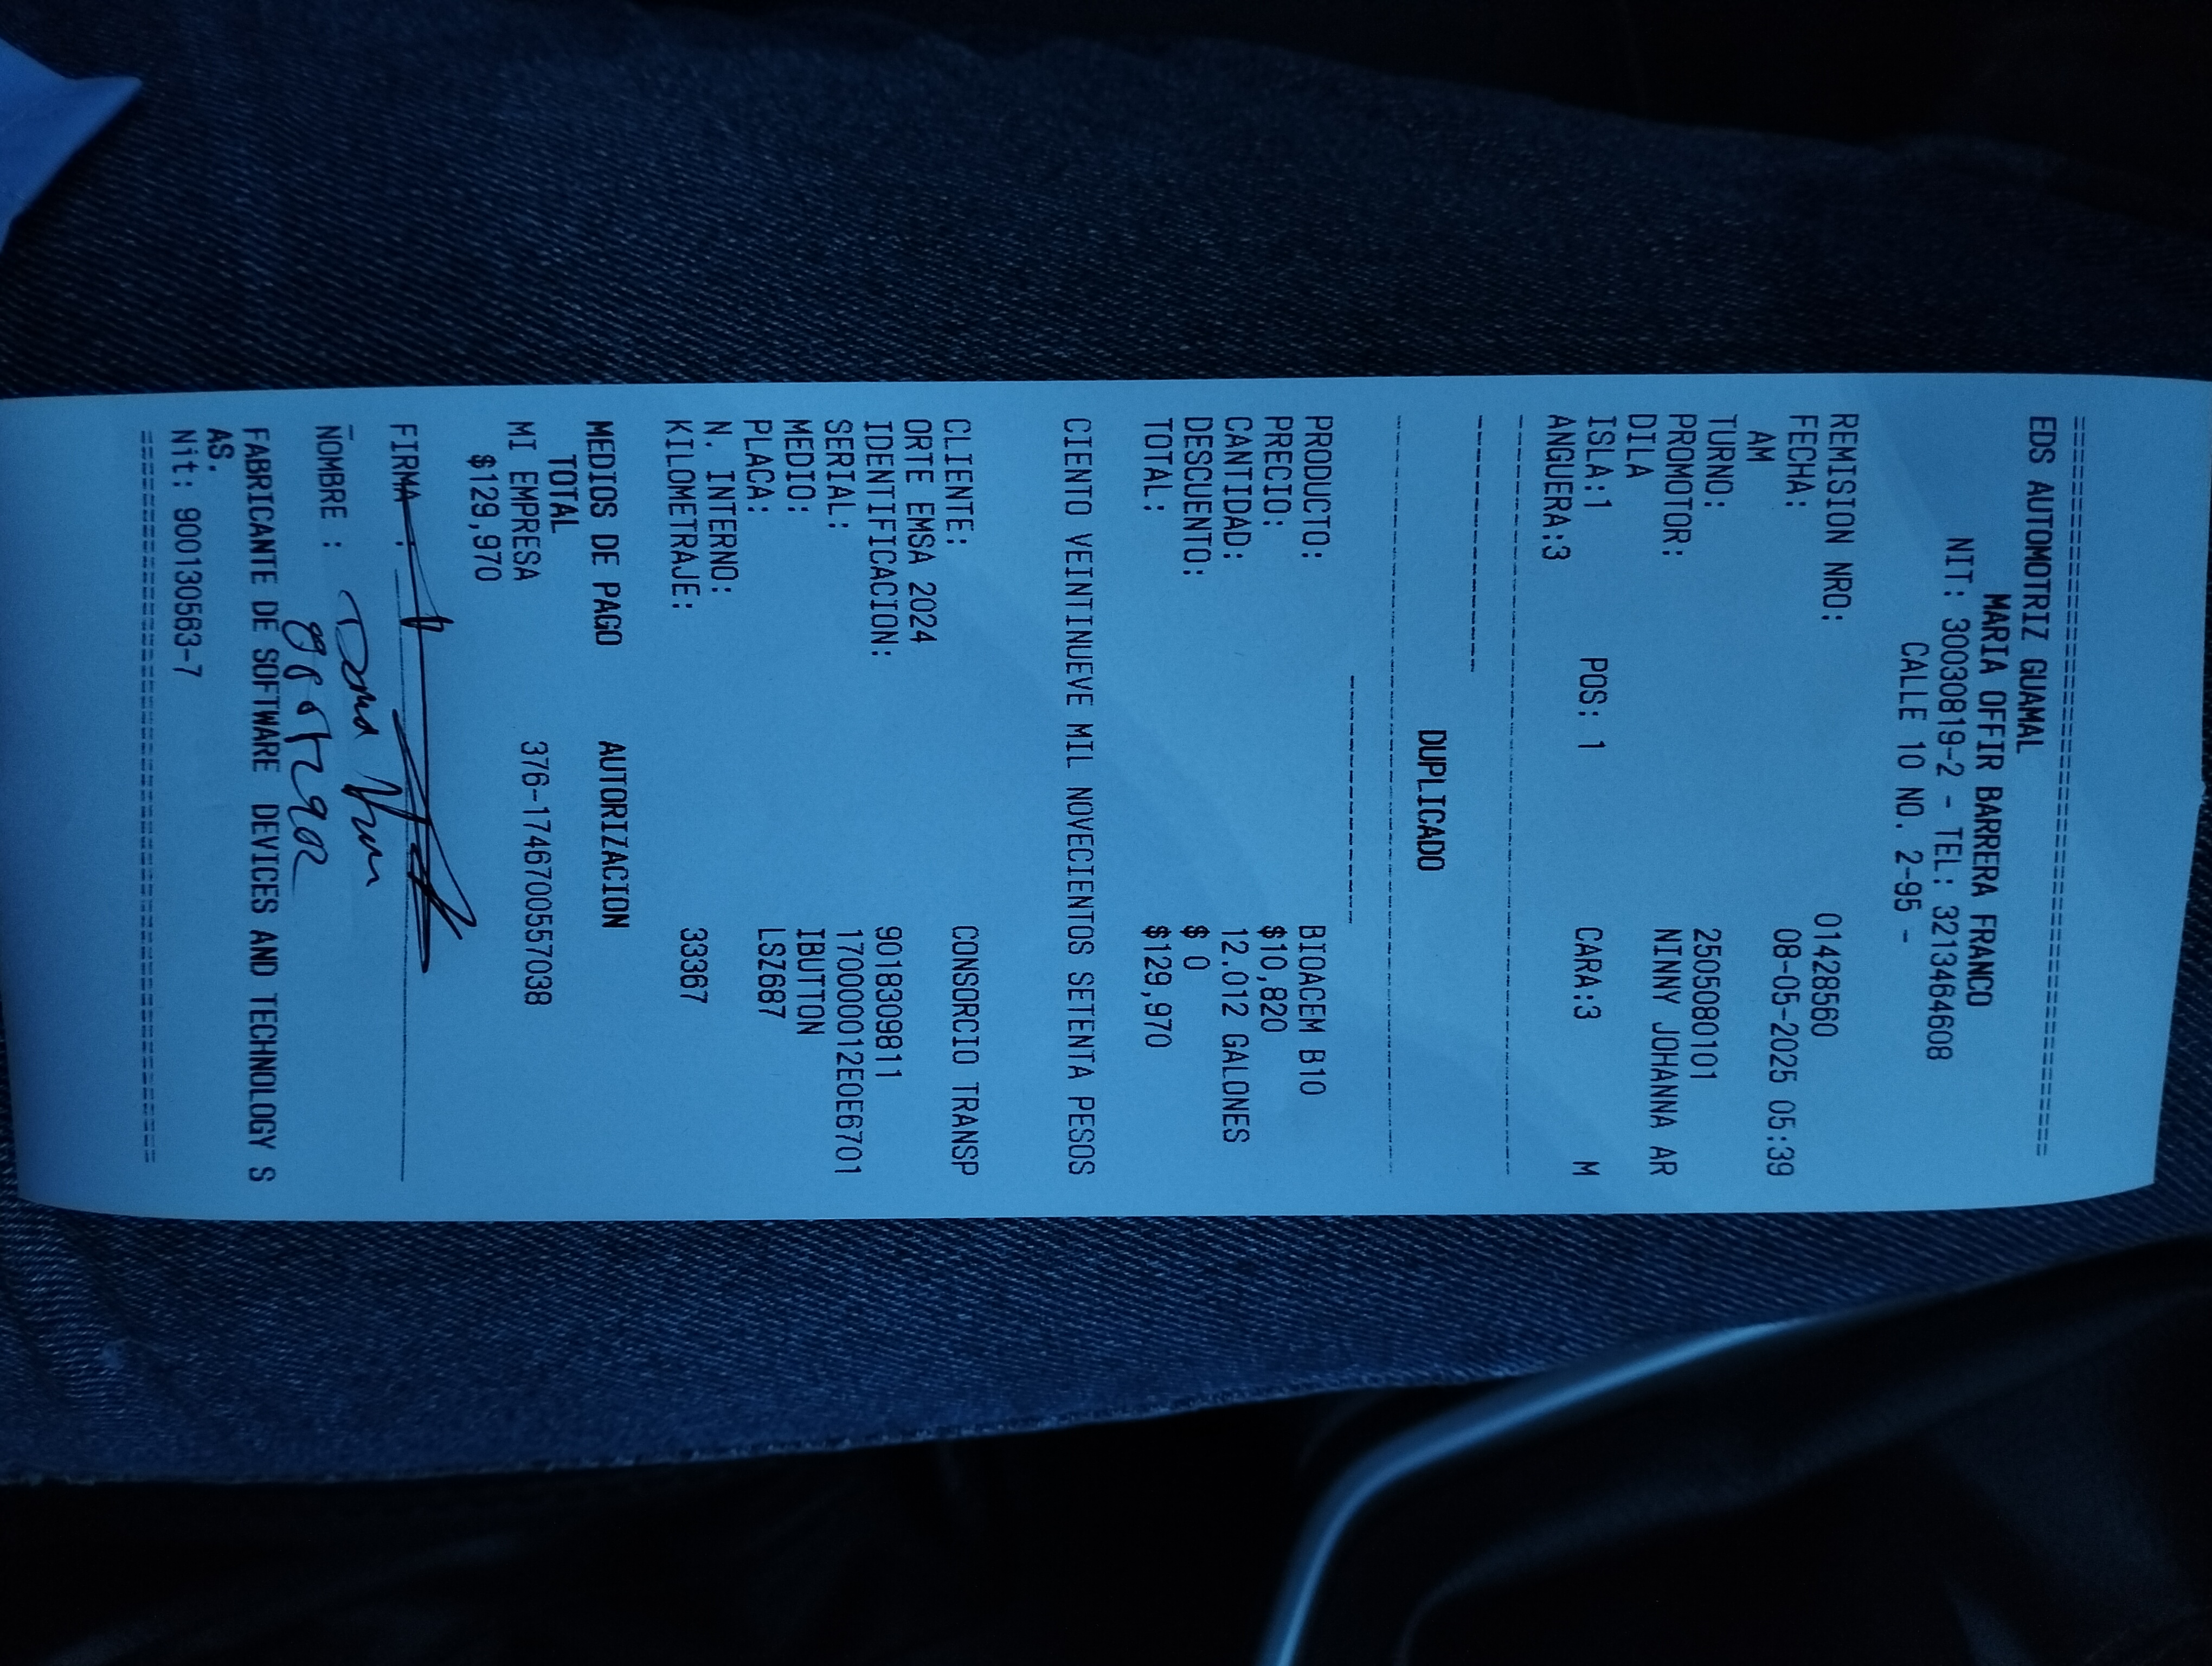 ==========================================
EDS AUTOMOTRIZ GUAMAL
MARIA OFFIR BARRERA FRANCO
NIT: 30030819-2 - TEL: 3213464608
CALLE 10 NO. 2-95 -
REMISION NRO: 01428560
FECHA: 08-05-2025 05:39
AM
TURNO: 2505080101
PROMOTOR: NINNY JOHANNA AR
DILA
ISLA:1 POS: 1 CARA:3 M
ANGUERA:3
------------------------------------------
DUPLICADO
------------------------------------------
PRODUCTO: BIOACEM B10
PRECIO: $10,820
CANTIDAD: 12.012 GALONES
DESCUENTO: $ 0
TOTAL: $129,970
CIENTO VEINTINUEVE MIL NOVECIENTOS SETENTA PESOS
CLIENTE: CONSORCIO TRANSP
ORTE EMSA 2024
IDENTIFICACION: 9018309811
SERIAL: 1700000012E0E6701
MEDIO: IBUTTON
PLACA: LSZ687
N. INTERNO:
KILOMETRAJE: 33367
MEDIOS DE PAGO AUTORIZACION
TOTAL
MI EMPRESA 376-1746700557038
$129,970
FIRMA :
NOMBRE :
FABRICANTE DE SOFTWARE DEVICES AND TECHNOLOGY S
AS.
Nit: 900130563-7
==========================================